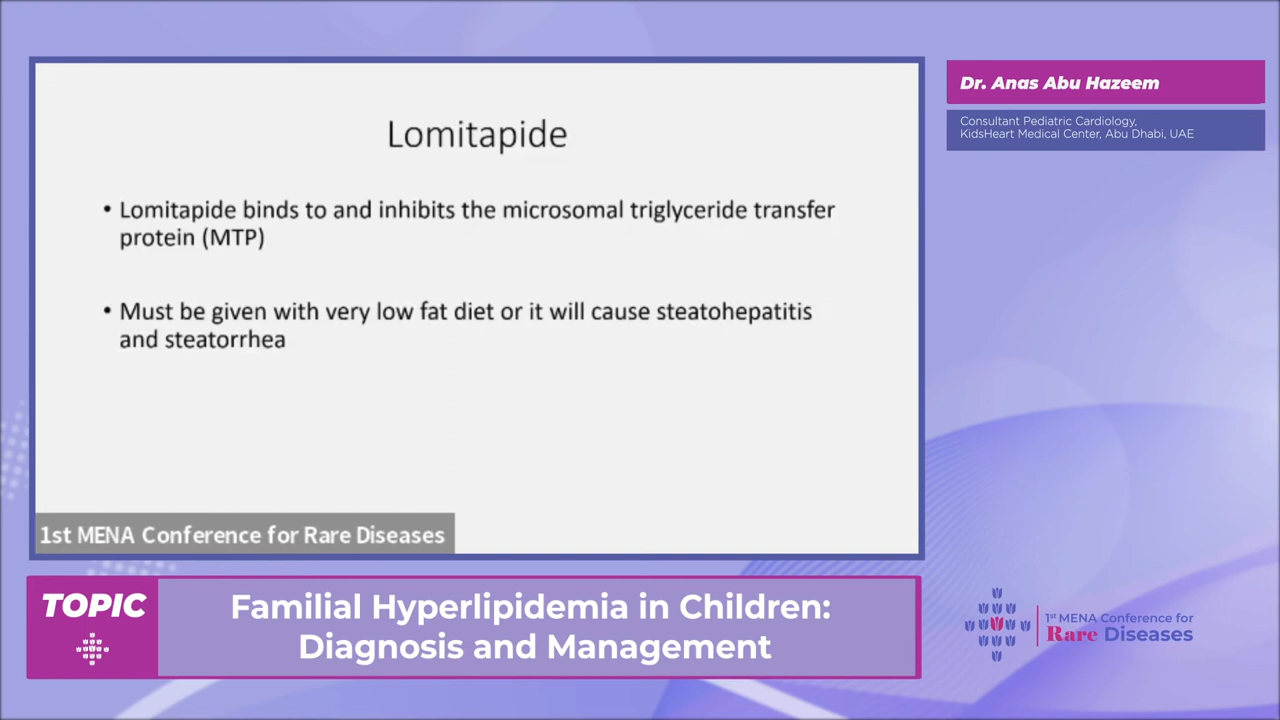 Lomitapide
• Lomitapide binds to and inhibits the microsomal triglyceride transfer
protein (MTP)
• Must be given with very low fat diet or it will cause steatohepatitis
and steatorrhea
1st MENA Conference for Rare Diseases
Dr. Anas Abu Hazeem
Consultant Pediatric Cardiology,
KidsHeart Medical Center, Abu Dhabi, UAE
TOPIC
Familial Hyperlipidemia in Children:
Diagnosis and Management
1st MENA Conference for
Rare Diseases